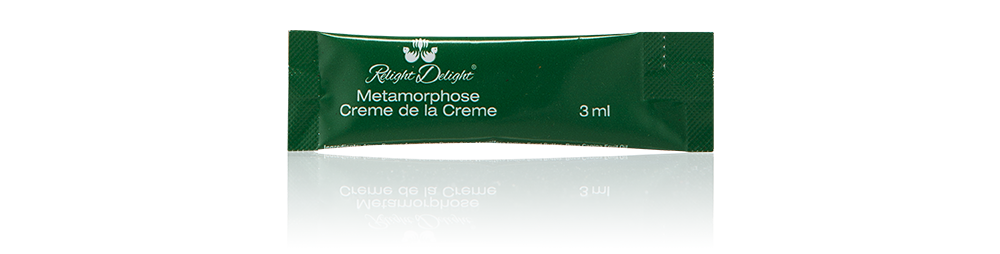 Relight Delight®
Metamorphose
Creme de la Creme
3 ml